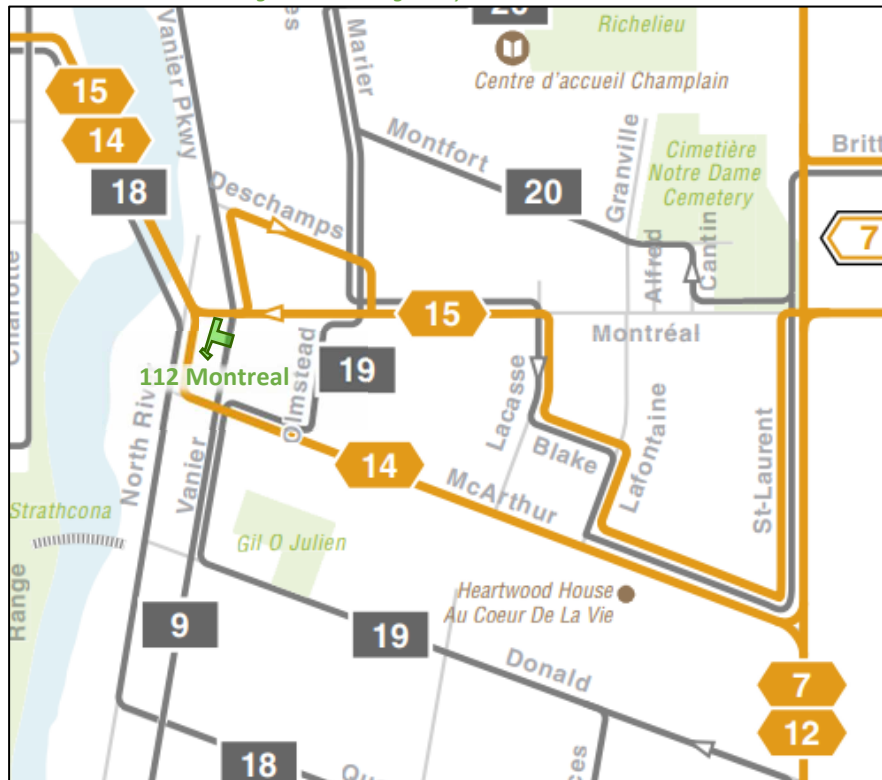 Richelieu
Centre d'accueil Champlain
Vanier Pkwy
Marier
15
14
18
Montfort
20
Granville
Cimetière
Notre Dame
Cemetery
Britt
Deschamps
Alfred
Cantin
7
Charlotte
15
Montréal
112 Montreal
Olmstead
19
Lacasse
Lafontaine
Blake
St-Laurent
14
McArthur
North Riv
Vanier
Strathcona
Gil O Julien
Range
Heartwood House
Au Coeur De La Vie
9
19
Donald
7
12
18